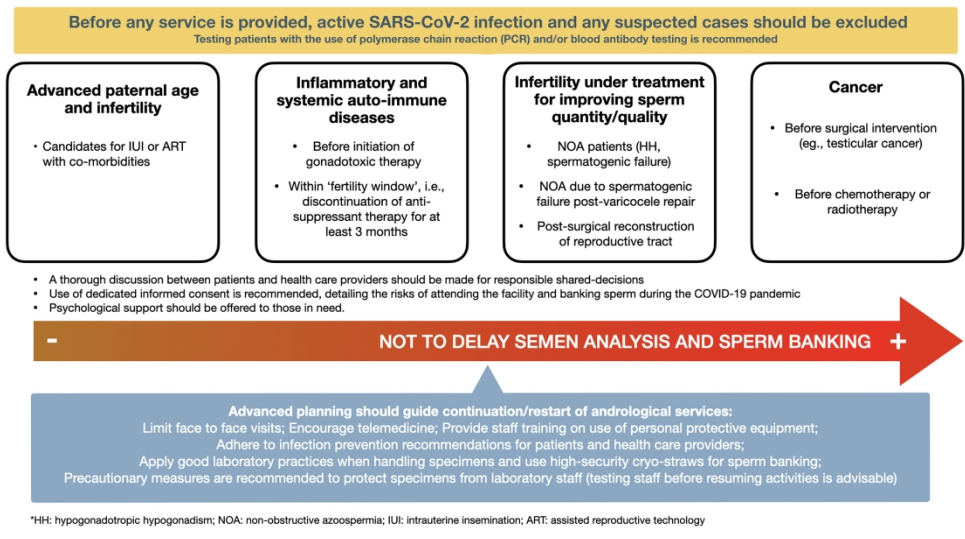 Before any service is provided, active SARS-CoV-2 infection and any suspected cases should be excluded
Testing patients with the use of polymerase chain reaction (PCR) and/or blood antibody testing is recommended
Advanced paternal age
and infertility
• Candidates for IUI or ART
with co-morbidities
Inflammatory and
systemic auto-immune
diseases
• Before initiation of
gonadotoxic therapy
• Within ‘fertility window’, i.e.,
discontinuation of anti-
suppressant therapy for at
least 3 months
Infertility under treatment
for improving sperm
quantity/quality
• NOA patients (HH,
spermatogenic failure)
• NOA due to spermatogenic
failure post-varicocele repair
• Post-surgical reconstruction
of reproductive tract
Cancer
• Before surgical intervention
(eg., testicular cancer)
• Before chemotherapy or
radiotherapy
• A thorough discussion between patients and health care providers should be made for responsible shared-decisions
• Use of dedicated informed consent is recommended, detailing the risks of attending the facility and banking sperm during the COVID-19 pandemic
• Psychological support should be offered to those in need.
- NOT TO DELAY SEMEN ANALYSIS AND SPERM BANKING +
Advanced planning should guide continuation/restart of andrological services:
Limit face to face visits; Encourage telemedicine; Provide staff training on use of personal protective equipment;
Adhere to infection prevention recommendations for patients and health care providers;
Apply good laboratory practices when handling specimens and use high-security cryo-straws for sperm banking;
Precautionary measures are recommended to protect specimens from laboratory staff (testing staff before resuming activities is advisable)
*HH: hypogonadotropic hypogonadism; NOA: non-obstructive azoospermia; IUI: intrauterine insemination; ART: assisted reproductive technology